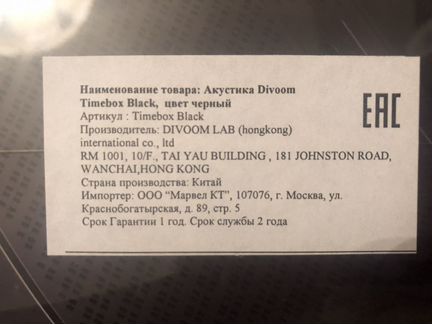 Наименование товара: Акустика Divoom
Timebox Black, цвет черный
Артикул : Timebox Black
Производитель: DIVOOM LAB (hongkong)
international co., ltd
RM 1001, 10/F., TAI YAU BUILDING , 181 JOHNSTON ROAD,
WANCHAI,HONG KONG
Страна производства: Китай
Импортер: ООО “Марвел КТ”, 107076, г. Москва, ул.
Краснобогатырская, д. 89, стр. 5
Срок Гарантии 1 год. Срок службы 2 года
EAC